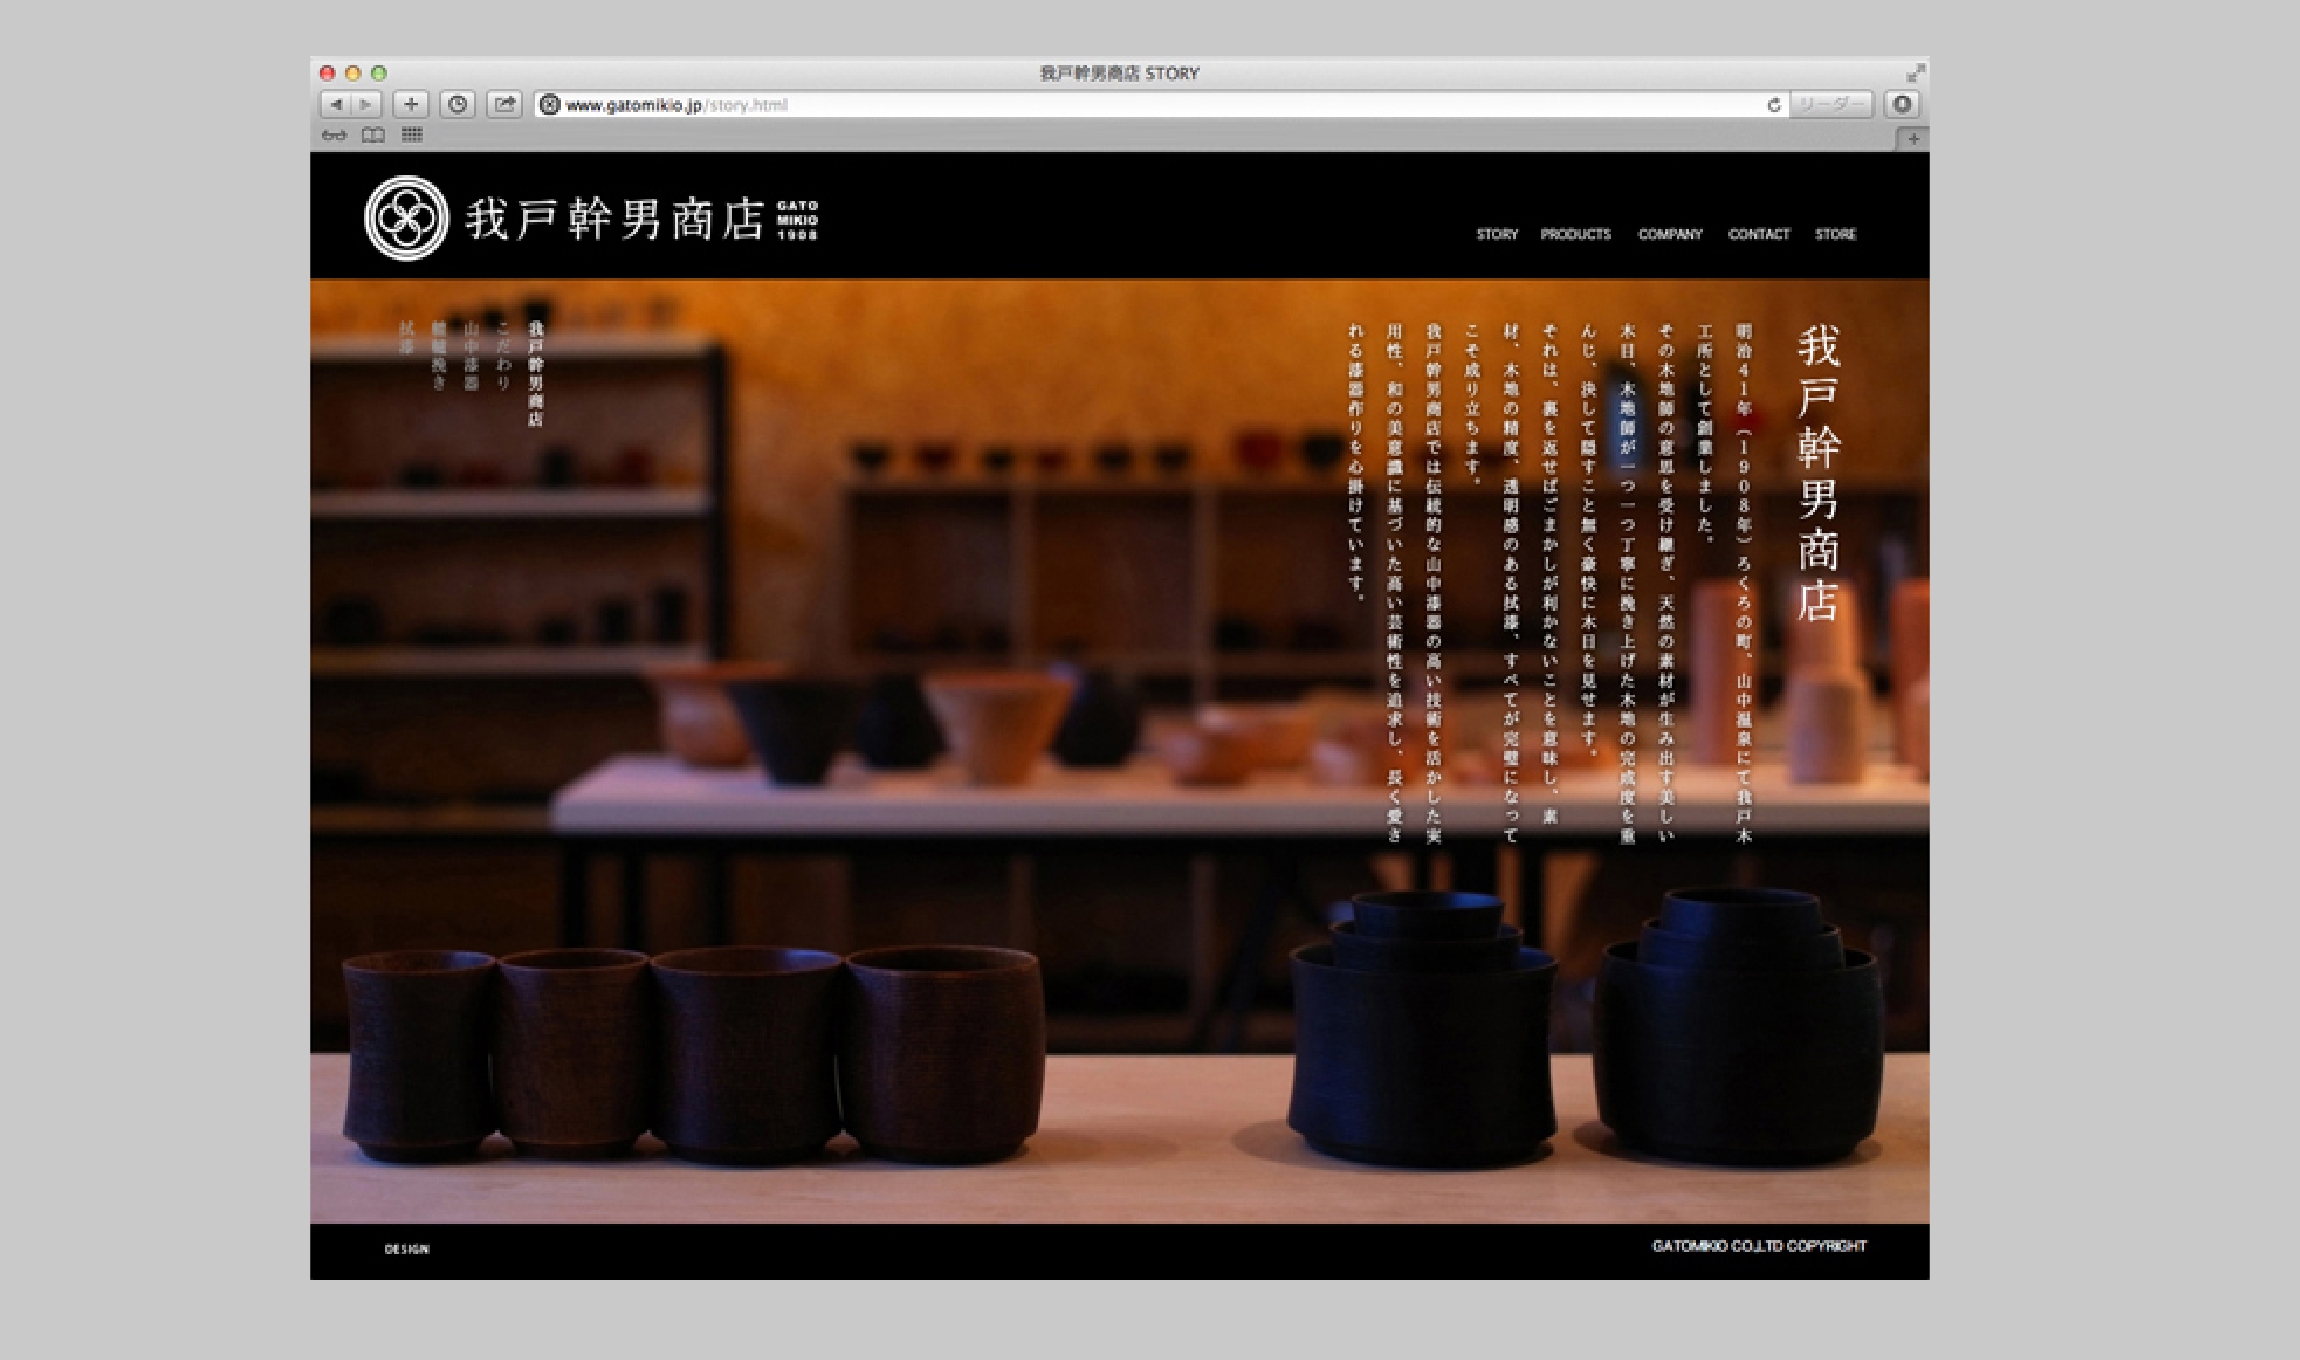 我戸幹男商店 STORY
www.gatomikio.jp/story.html
リーダー
我戸幹男商店
GATO
MIKIO
1908
STORY PRODUCTS COMPANY CONTACT STORE
我戸幹男商店
明治41年（1908年）ろくろの町、山中温泉にて我戸木
工所として創業しました。
その木地師の意思を受け継ぎ、天然の素材が生み出す美しい
木目、木地師が一つ一つ丁寧に挽き上げた木地の完成度を重
んじ、決して隠すこと無く豪快に木目を見せます。
それは、裏を返せばごまかしが利かないことを意味し、素
材、木地の精度、透明感のある拭漆、すべてが完璧になって
こそ成り立ちます。
我戸幹男商店では伝統的な山中漆器の高い技術を活かした実
用性、和の美意識に基づいた高い芸術性を追求し、長く愛さ
れる漆器作りを心掛けています。
我戸幹男商店
こだわり
山中漆器
轆轤挽き
拭漆
DESIGN
GATOMIKIO CO.,LTD COPYRIGHT